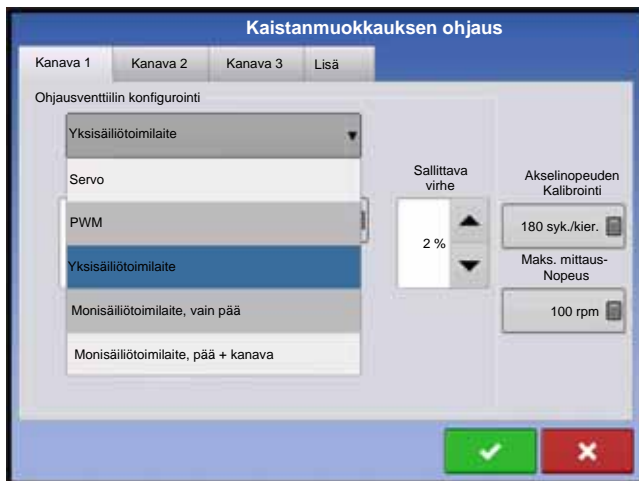 Kaistanmuokkauksen ohjaus
Kanava 1
Kanava 2
Kanava 3
Lisä
Ohjausventtiilin konfigurointi
Yksisäiliötoimilaite
Servo
PWM
Yksisäiliötoimilaite
Monisäiliötoimilaite, vain pää
Monisäiliötoimilaite, pää + kanava
Sallittava
virhe
2 %
Akselinopeuden
Kalibrointi
180 syk./kier.
Maks. mittaus-
Nopeus
100 rpm